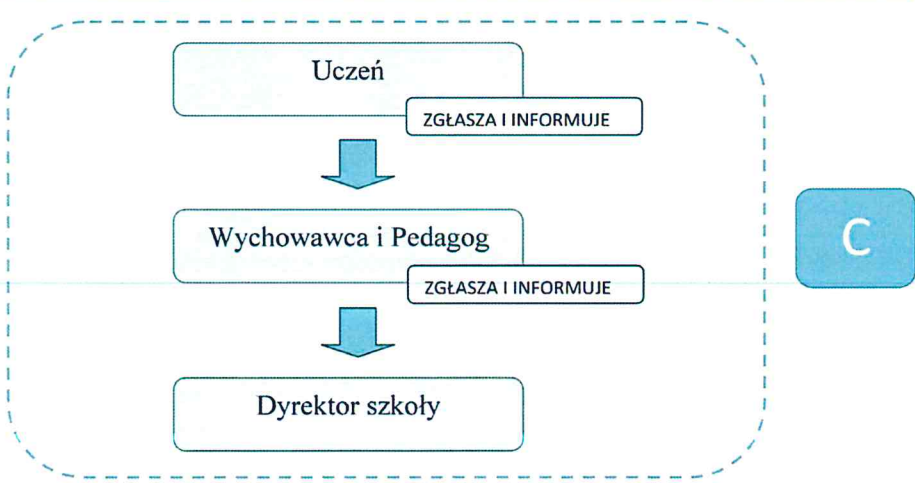 Uczeń
ZGŁASZA I INFORMUJE
Wychowawca i Pedagog
C
ZGŁASZA I INFORMUJE
Dyrektor szkoły